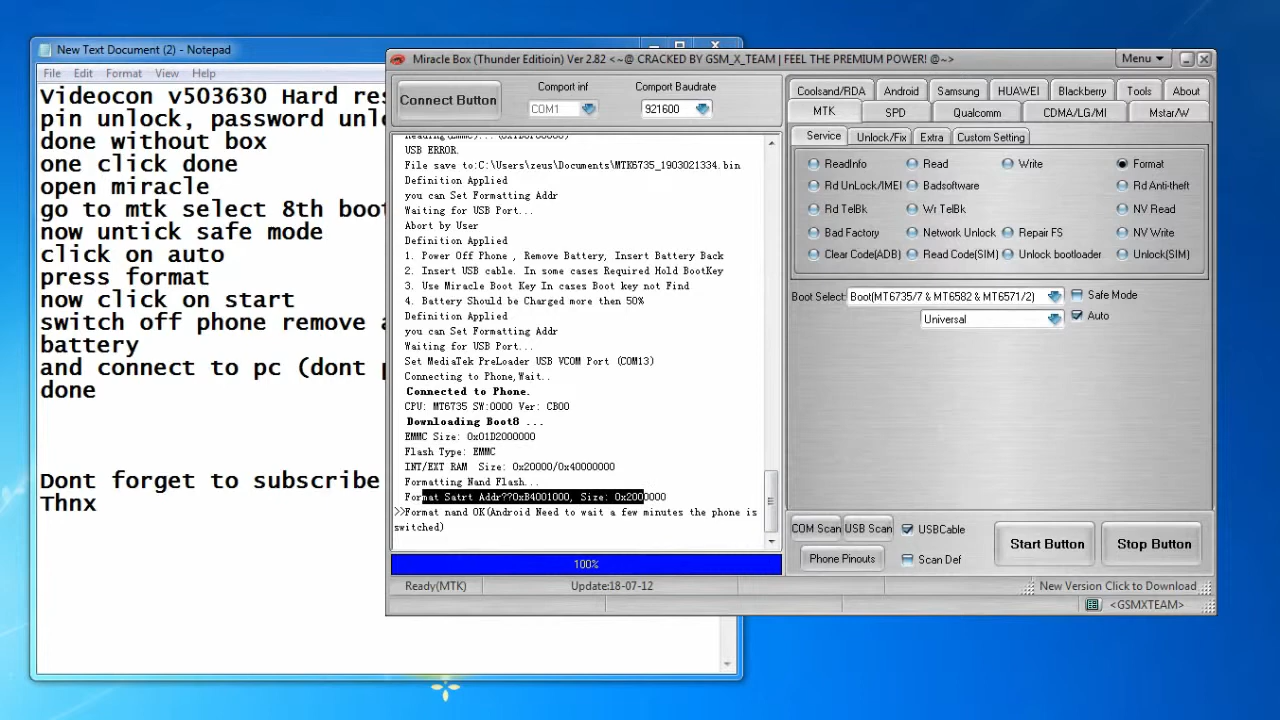 New Text Document (2) - Notepad
File Edit Format View Help
Videocon v503630 Hard res
pin unlock, password unlo
done without box
one click done
open miracle
go to mtk select 8th boot
now untick safe mode
click on auto
press format
now click on start
switch off phone remove a
battery
and connect to pc (dont p
done
Dont forget to subscribe
Thnx
Miracle Box (Thunder Editioin) Ver 2.82 <~@ CRACKED BY GSM_X_TEAM | FEEL THE PREMIUM POWER! @~>
Menu
Connect Button
Comport inf
Comport Baudrate
COM1
921600
USB ERROR.
File save to:C:\Users\zeus\Documents\MTK6735_1903021334.bin
Definition Applied
you can Set Formatting Addr
Waiting for USB Port...
Abort by User
Definition Applied
1. Power Off Phone , Remove Battery, Insert Battery Back
2. Insert USB cable. In some cases Required Hold BootKey
3. Use Miracle Boot Key In cases Boot key not Find
4. Battery Should be Charged more then 50%
Definition Applied
you can Set Formatting Addr
Waiting for USB Port...
Set MediaTek PreLoader USB VCOM Port (COM13)
Connecting to Phone,Wait..
Connected to Phone.
CPU: MT6735 SW:0000 Ver: CB00
Downloading Boot8 ...
EMMC Size: 0x01D2000000
Flash Type: EMMC
INT/EXT RAM Size: 0x20000/0x40000000
Formatting Nand Flash...
Format Satrt Addr??0xB4001000, Size: 0x2000000
>>Format nand OK(Android Need to wait a few minutes the phone is
switched)
100%
Ready(MTK)
Update:18-07-12
Coolsand/RDA Android Samsung HUAWEI Blackberry Tools About
MTK SPD Qualcomm CDMA/LG/MI Mstar/W
Service Unlock/Fix Extra Custom Setting
ReadInfo Read Write Format
Rd UnLock/IMEI Badsoftware Rd Anti-theft
Rd TelBk Wr TelBk NV Read
Bad Factory Network Unlock Repair FS NV Write
Clear Code(ADB) Read Code(SIM) Unlock bootloader Unlock(SIM)
Boot Select: Boot(MT6735/7 & MT6582 & MT6571/2) Safe Mode
Universal Auto
COM Scan USB Scan USBCable
Phone Pinouts Scan Def
Start Button
Stop Button
New Version Click to Download
<GSMXTEAM>